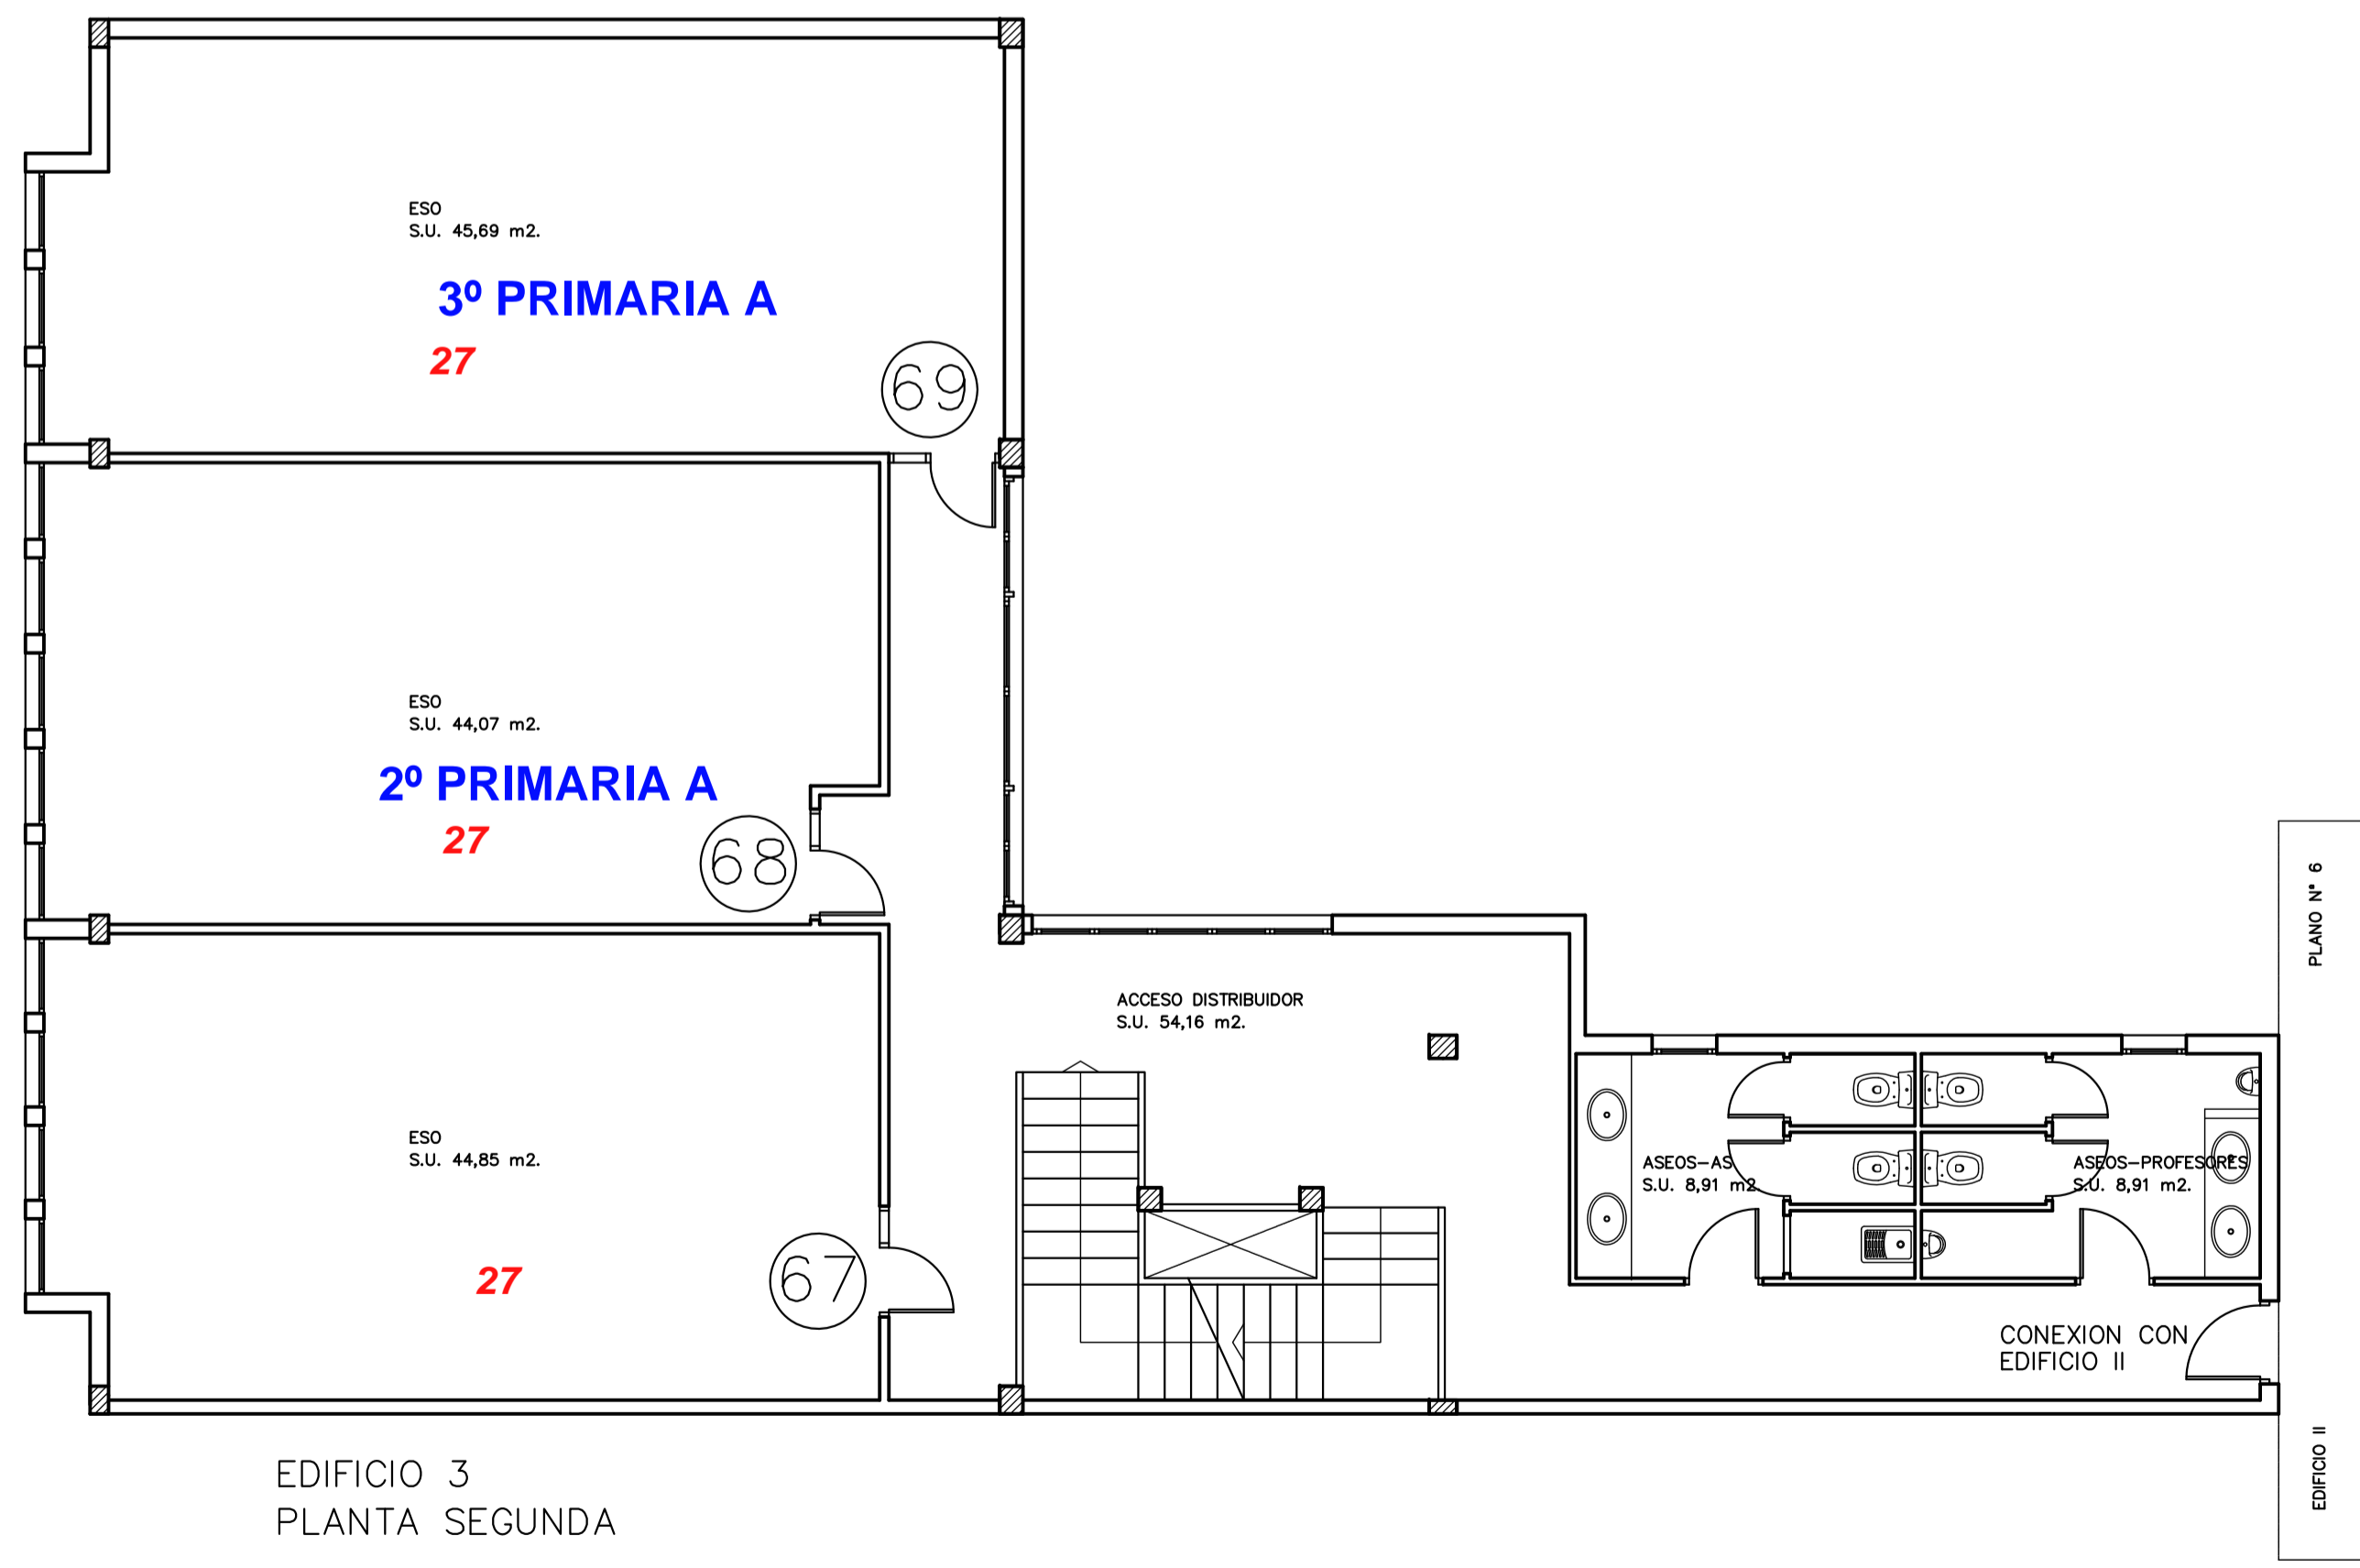 ESO
S.U. 45,69 m2.
3º PRIMARIA A
27
69
ESO
S.U. 44,07 m2.
2º PRIMARIA A
27
68
ESO
S.U. 44,85 m2.
27
67
ACCESO DISTRIBUIDOR
S.U. 54,16 m2.
ASEOS-AS
S.U. 8,91 m2
ASEOS-PROFESORES
S.U. 8,91 m2.
CONEXION CON
EDIFICIO II
PLANO Nº 6
EDIFICIO II
EDIFICIO 3
PLANTA SEGUNDA